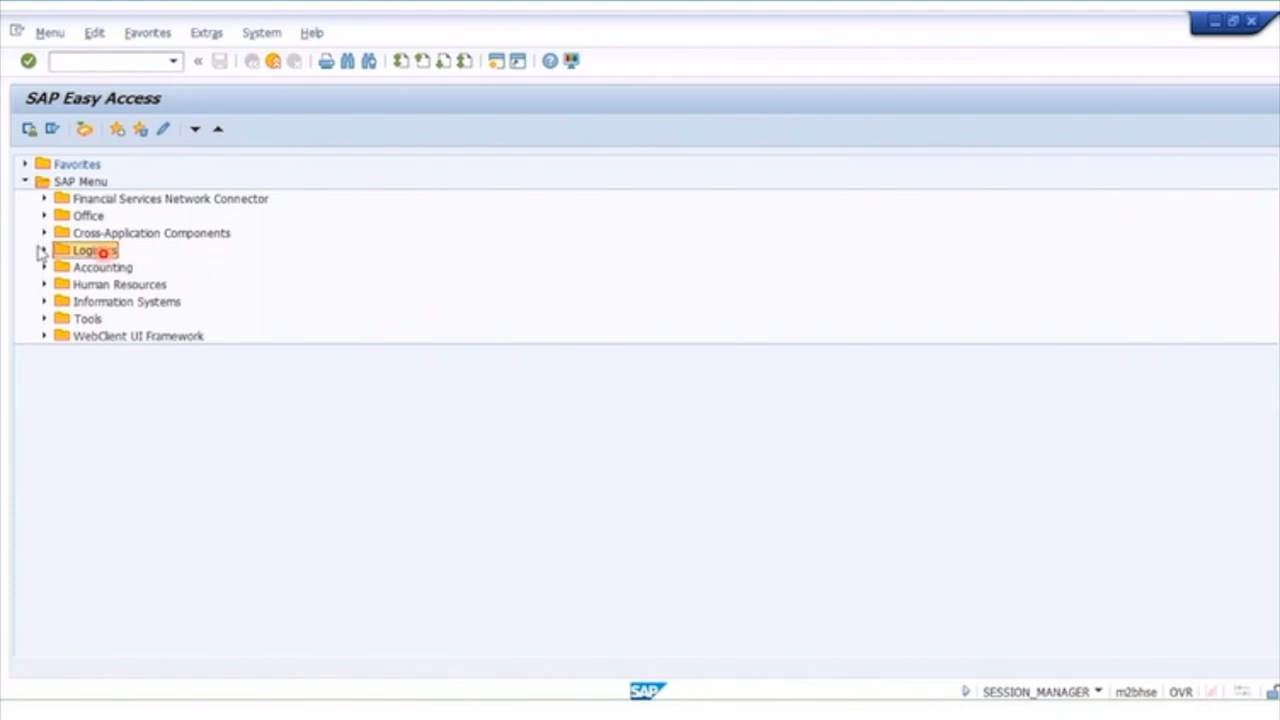 Menu Edit Favorites Extras System Help
SAP Easy Access
Favorites
SAP Menu
Financial Services Network Connector
Office
Cross-Application Components
Accounting
Human Resources
Information Systems
Tools
WebClient UI Framework
SAP SESSION_MANAGER m2bhse OVR